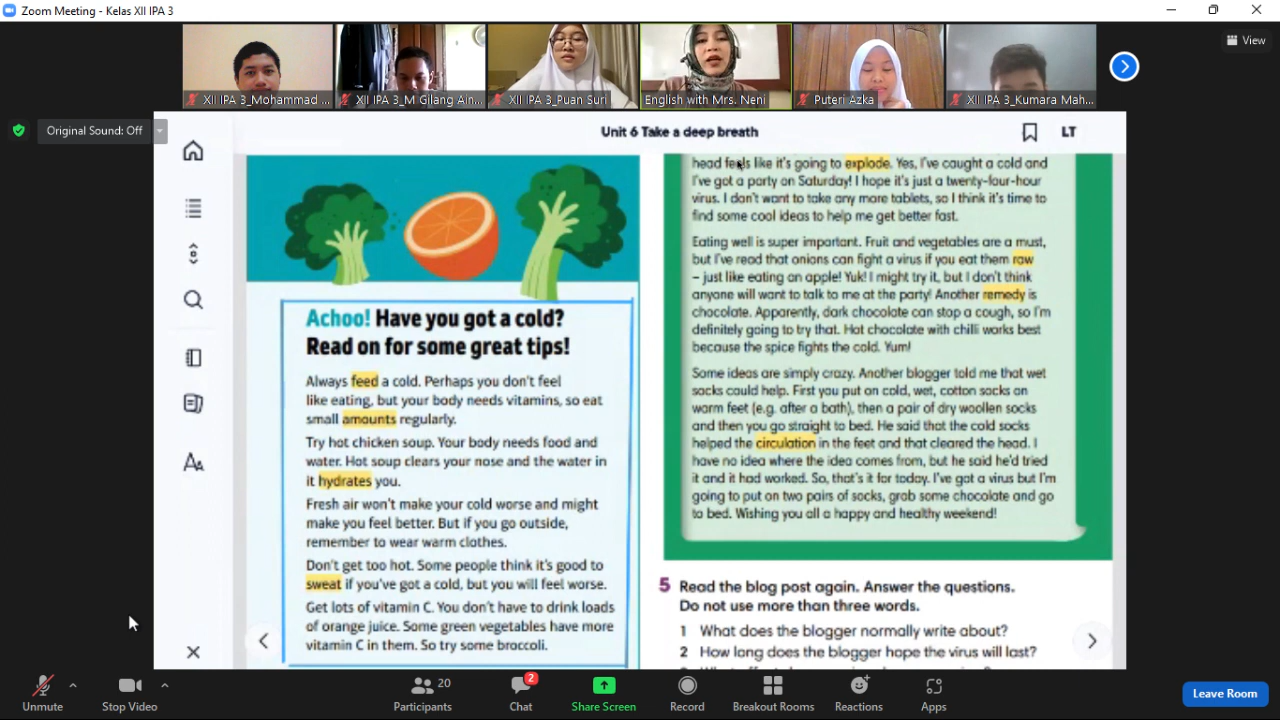 Zoom Meeting - Kelas XII IPA 3
View
XII IPA 3_Mohammad ...
XII IPA 3_M Gilang Ain...
XII IPA 3_Puan Suri
English with Mrs. Neni
Puteri Azka
XII IPA 3_Kumara Mah...
Original Sound: Off
Unit 6 Take a deep breath
LT
Achoo! Have you got a cold?
Read on for some great tips!
Always feed a cold. Perhaps you don't feel
like eating, but your body needs vitamins, so eat
small amounts regularly.
Try hot chicken soup. Your body needs food and
water. Hot soup clears your nose and the water in
it hydrates you.
Fresh air won't make your cold worse and might
make you feel better. But if you go outside,
remember to wear warm clothes.
Don't get too hot. Some people think it's good to
sweat if you've got a cold, but you will feel worse.
Get lots of vitamin C. You don't have to drink loads
of orange juice. Some green vegetables have more
vitamin C in them. So try some broccoli.
head feels like it's going to explode. Yes, I've caught a cold and
I've got a party on Saturday! I hope it's just a twenty-four-hour
virus. I don't want to take any more tablets, so I think it's time to
find some cool ideas to help me get better fast.
Eating well is super important. Fruit and vegetables are a must,
but I've read that onions can fight a virus if you eat them raw
– just like eating an apple! Yuk! I might try it, but I don't think
anyone will want to talk to me at the party! Another remedy is
chocolate. Apparently, dark chocolate can stop a cough, so I'm
definitely going to try that. Hot chocolate with chilli works best
because the spice fights the cold. Yum!
Some ideas are simply crazy. Another blogger told me that wet
socks could help. First you put on cold, wet, cotton socks on
warm feet (e.g. after a bath), then a pair of dry woollen socks
and then you go straight to bed. He said that the cold socks
helped the circulation in the feet and that cleared the head. I
have no idea where the idea comes from, but he said he'd tried
it and it had worked. So, that's it for today. I've got a virus but I'm
going to put on two pairs of socks, grab some chocolate and go
to bed. Wishing you all a happy and healthy weekend!
5 Read the blog post again. Answer the questions.
Do not use more than three words.
1 What does the blogger normally write about?
2 How long does the blogger hope the virus will last?
Unmute
Stop Video
Participants
20
Chat
2
Share Screen
Record
Breakout Rooms
Reactions
Apps
Leave Room